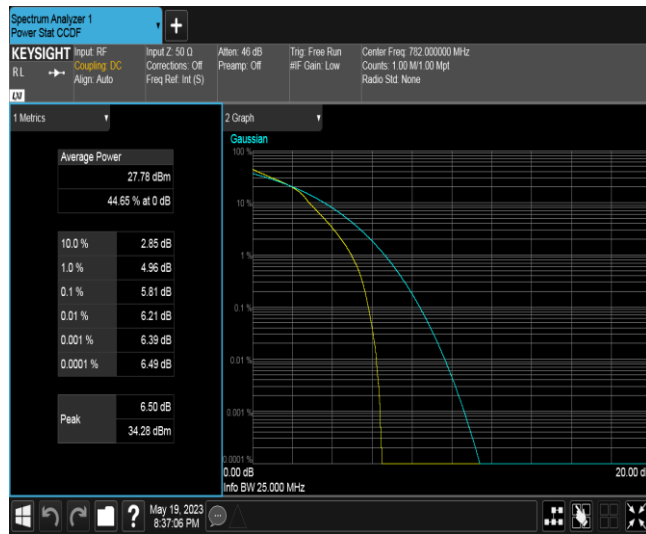 Spectrum Analyzer 1
Power Stat CCDF
+
KEYSIGHT
RL
LXI
Input: RF
Coupling: DC
Align: Auto
Input Z: 50 Ω
Corrections: Off
Freq Ref: Int (S)
Atten: 46 dB
Preamp: Off
Trig: Free Run
#IF Gain: Low
Center Freq: 782.000000 MHz
Counts: 1.00 M/1.00 Mpt
Radio Std: None
1 Metrics
Average Power
27.78 dBm
44.65 % at 0 dB
10.0 % 2.85 dB
1.0 % 4.96 dB
0.1 % 5.81 dB
0.01 % 6.21 dB
0.001 % 6.39 dB
0.0001 % 6.49 dB
Peak
6.50 dB
34.28 dBm
2 Graph
Gaussian
100 %
10 %
1 %
0.1 %
0.01 %
0.001 %
0.0001 %
0.00 dB
20.00 d
Info BW 25.000 MHz
?
May 19, 2023
8:37:06 PM